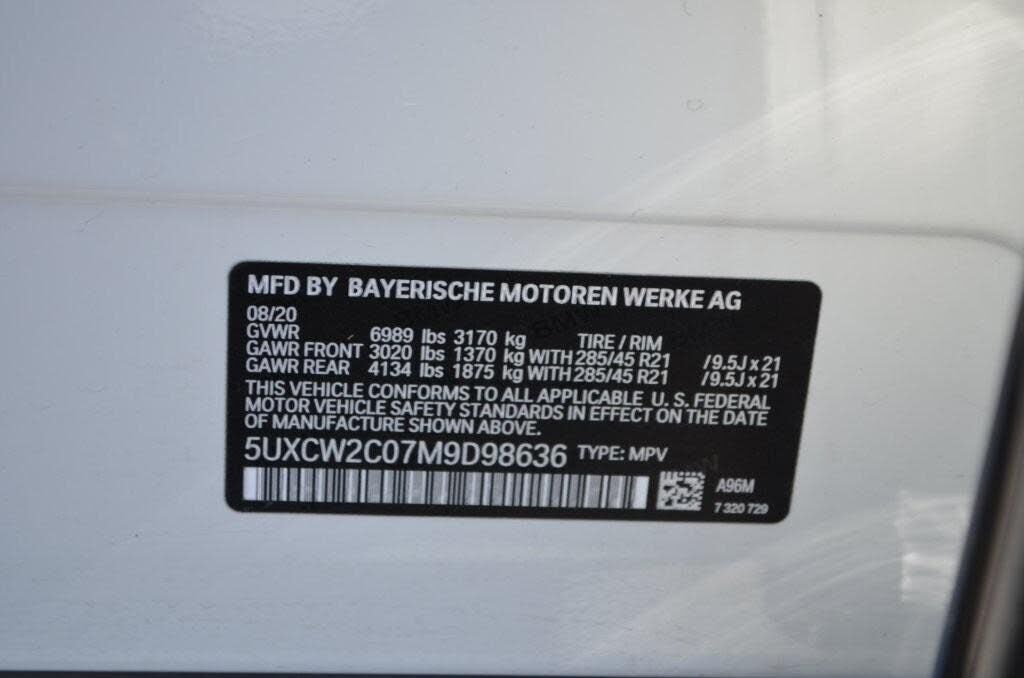 MFD BY BAYERISCHE MOTOREN WERKE AG
08/20
GVWR 6989 lbs 3170 kg TIRE / RIM
GAWR FRONT 3020 lbs 1370 kg WITH 285/45 R21 /9.5J x 21
GAWR REAR 4134 lbs 1875 kg WITH 285/45 R21 /9.5J x 21
THIS VEHICLE CONFORMS TO ALL APPLICABLE U. S. FEDERAL
MOTOR VEHICLE SAFETY STANDARDS IN EFFECT ON THE DATE
OF MANUFACTURE SHOWN ABOVE.
5UXCW2C07M9D98636 TYPE: MPV
A96M
7 320 729